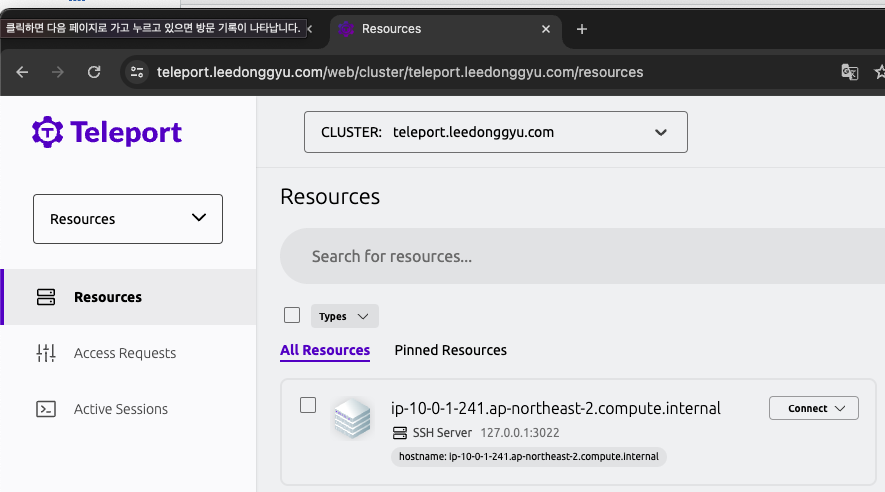 클릭하면 다음 페이지로 가고 누르고 있으면 방문 기록이 나타납니다.
Resources
teleport.leedonggyu.com/web/cluster/teleport.leedonggyu.com/resources
Teleport
CLUSTER: teleport.leedonggyu.com
Resources
Resources
Search for resources...
Resources
Types
Access Requests
All Resources Pinned Resources
Active Sessions
ip-10-0-1-241.ap-northeast-2.compute.internal
Connect
SSH Server 127.0.0.1:3022
hostname: ip-10-0-1-241.ap-northeast-2.compute.internal